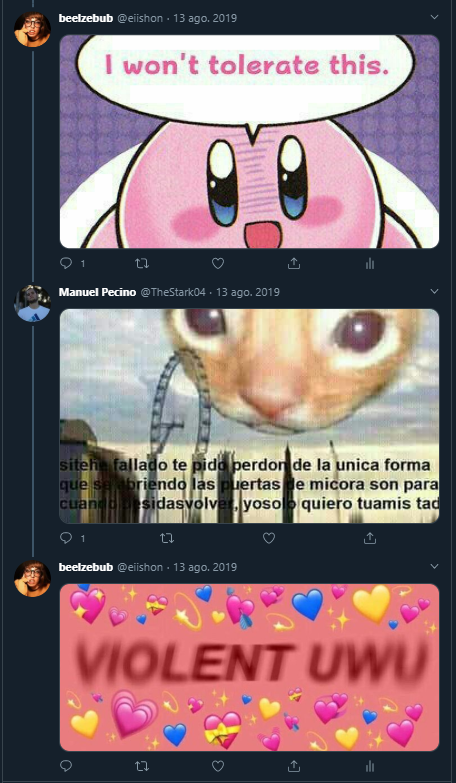 beelzebub @eiishon · 13 ago. 2019
I won't tolerate this.
1
Manuel Pecino @TheStark04 · 13 ago. 2019
sitehe fallado te pido perdon de la unica forma
que se abriendo las puertas de micora son para
cuando desidasvolver, yosolo quiero tuamis tad
1
beelzebub @eiishon · 13 ago. 2019
VIOLENT UWU